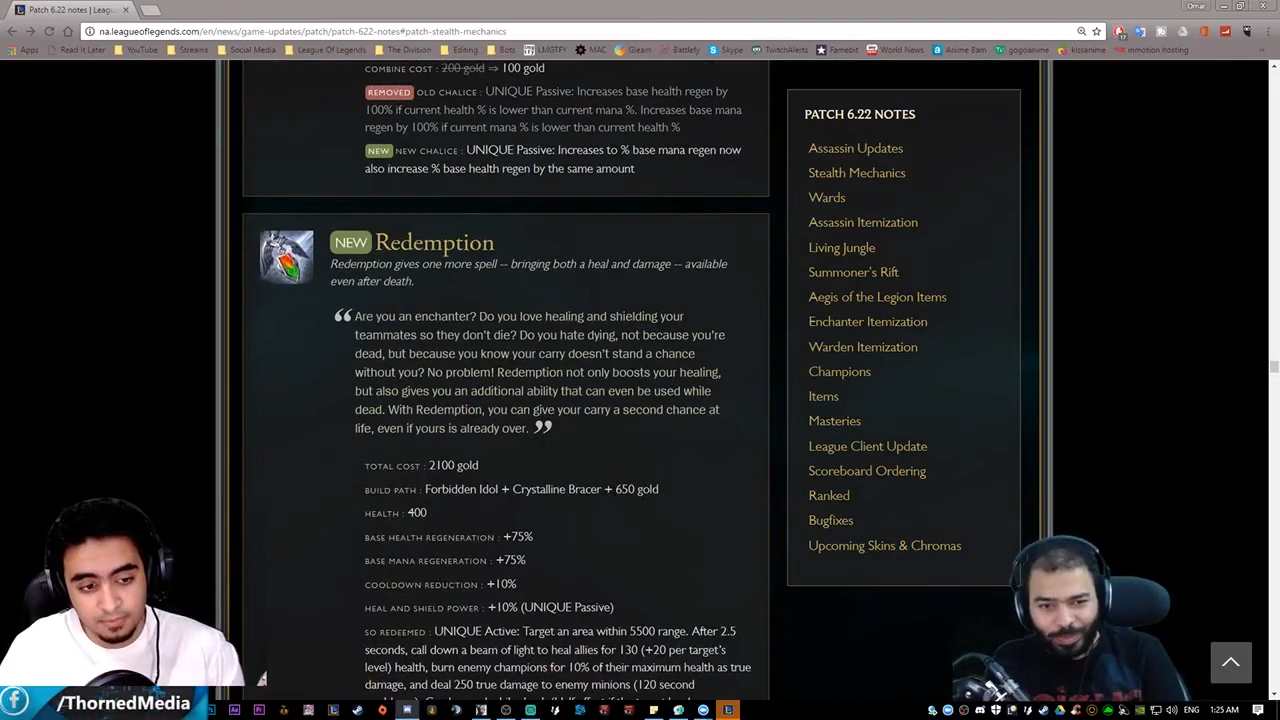 Patch 6.22 notes | Leagu
Omar
na.leagueoflegends.com/en/news/game-updates/patch/patch-622-notes#patch-stealth-mechanics
Apps Read it Later YouTube Streams Social Media League Of Legends The Division Editing Bots LMGTFY MAC Gleam Battlefy Skype TwitchAlerts Famebit World News Anime Bam gogoanime kissanime inmotion hosting
COMBINE COST : 200 gold ⇒ 100 gold
REMOVED OLD CHALICE : UNIQUE Passive: Increases base health regen by
100% if current health % is lower than current mana %. Increases base mana
regen by 100% if current mana % is lower than current health %
NEW NEW CHALICE : UNIQUE Passive: Increases to % base mana regen now
also increase % base health regen by the same amount
NEW Redemption
Redemption gives one more spell -- bringing both a heal and damage -- available
even after death.
“ Are you an enchanter? Do you love healing and shielding your
teammates so they don't die? Do you hate dying, not because you're
dead, but because you know your carry doesn't stand a chance
without you? No problem! Redemption not only boosts your healing,
but also gives you an additional ability that can even be used while
dead. With Redemption, you can give your carry a second chance at
life, even if yours is already over. ”
TOTAL COST : 2100 gold
BUILD PATH : Forbidden Idol + Crystalline Bracer + 650 gold
HEALTH : 400
BASE HEALTH REGENERATION : +75%
BASE MANA REGENERATION : +75%
COOLDOWN REDUCTION : +10%
HEAL AND SHIELD POWER : +10% (UNIQUE Passive)
SO REDEEMED : UNIQUE Active: Target an area within 5500 range. After 2.5
seconds, call down a beam of light to heal allies for 130 (+20 per target's
level) health, burn enemy champions for 10% of their maximum health as true
damage, and deal 250 true damage to enemy minions (120 second
PATCH 6.22 NOTES
Assassin Updates
Stealth Mechanics
Wards
Assassin Itemization
Living Jungle
Summoner's Rift
Aegis of the Legion Items
Enchanter Itemization
Warden Itemization
Champions
Items
Masteries
League Client Update
Scoreboard Ordering
Ranked
Bugfixes
Upcoming Skins & Chromas
/ThornedMedia
1:25 AM